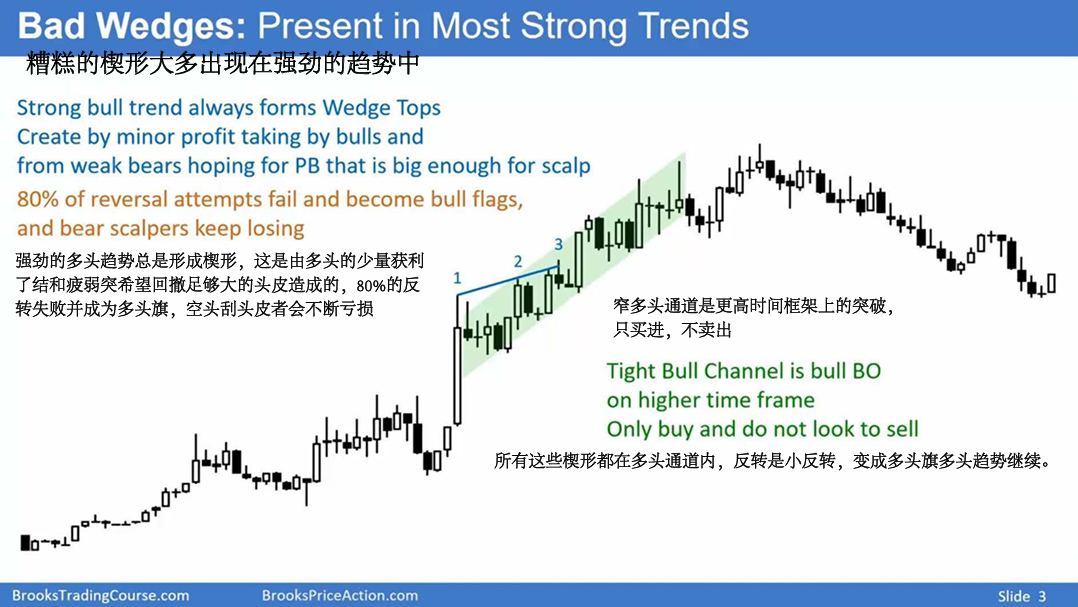 Bad Wedges: Present in Most Strong Trends
糟糕的楔形大多出现在强劲的趋势中
Strong bull trend always forms Wedge Tops
Create by minor profit taking by bulls and
from weak bears hoping for PB that is big enough for scalp
80% of reversal attempts fail and become bull flags,
and bear scalpers keep losing
强劲的多头趋势总是形成楔形，这是由多头的少量获利
了结和疲弱突希望回撤足够大的头皮造成的，80%的反
转失败并成为多头旗，空头刮头皮者会不断亏损
1
2
3
窄多头通道是更高时间框架上的突破，
只买进，不卖出
Tight Bull Channel is bull BO
on higher time frame
Only buy and do not look to sell
所有这些楔形都在多头通道内，反转是小反转，变成多头旗多头趋势继续。
BrooksTradingCourse.com
BrooksPriceAction.com
Slide 3